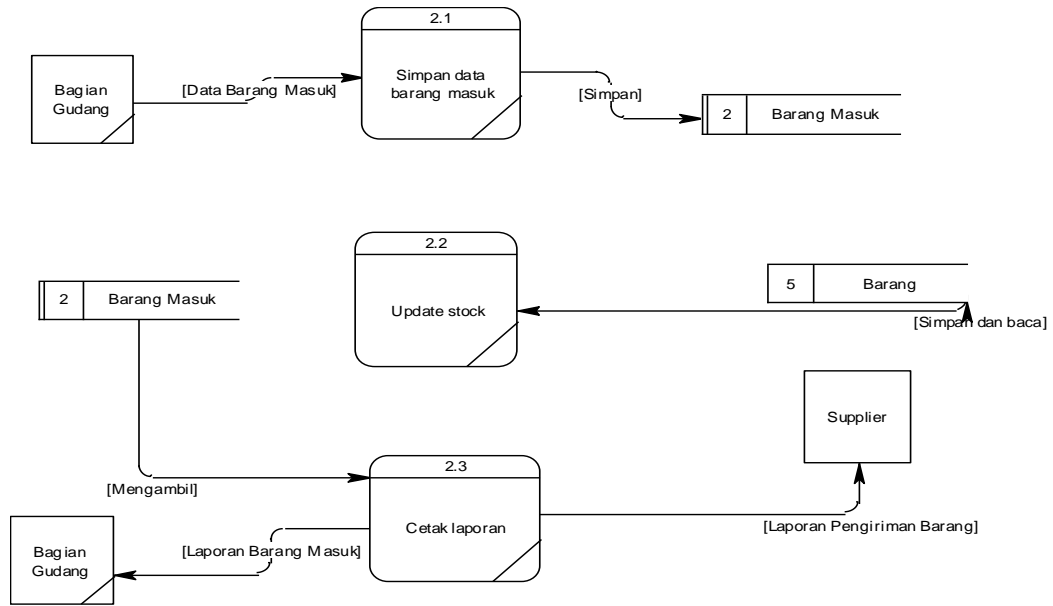 2.1
Bagian
Gudang
[Data Barang Masuk]
Simpan data
barang masuk
[Simpan]
2
Barang Masuk
2.2
Update stock
2
Barang Masuk
5
Barang
[Simpan dan baca]
Supplier
2.3
[Mengambil]
Cetak laporan
[Laporan Pengiriman Barang]
[Laporan Barang Masuk]
Bagian
Gudang